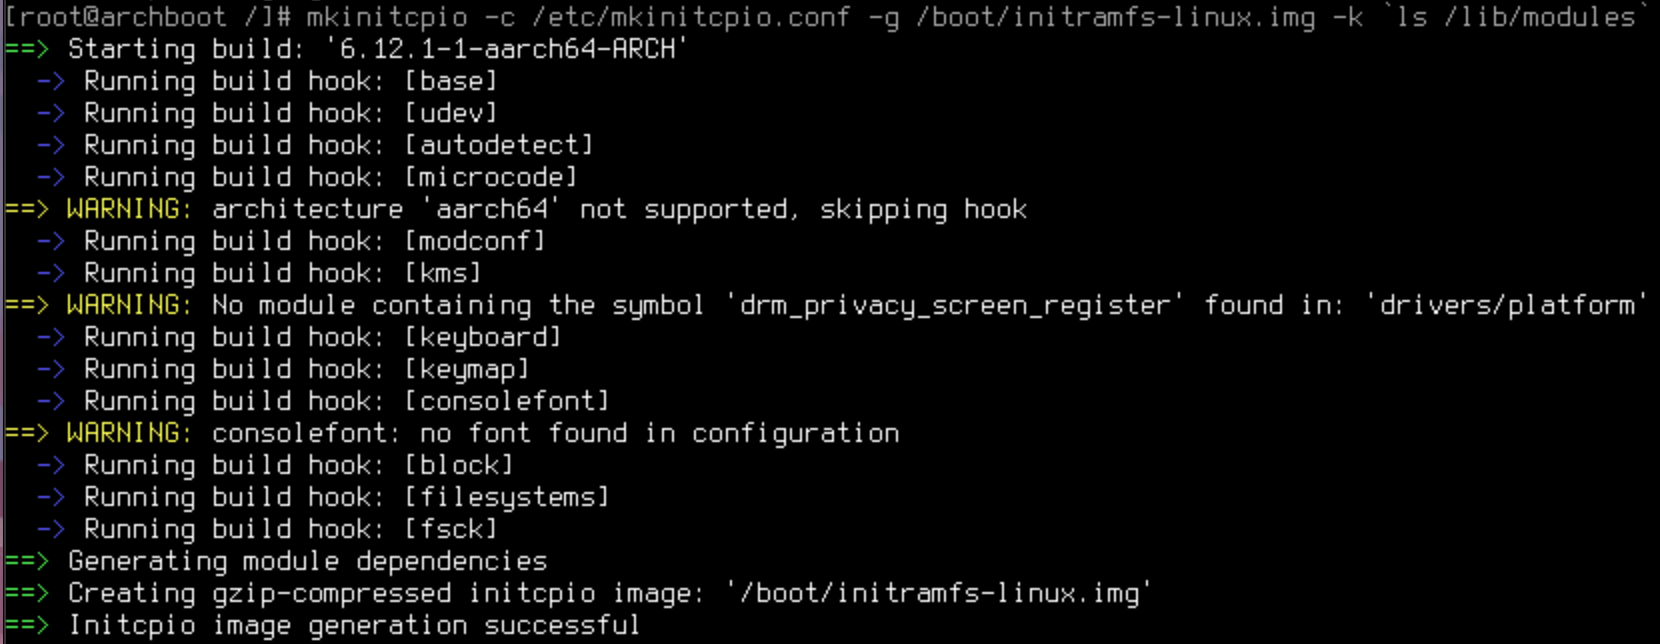 [root@archboot /]# mkinitcpio -c /etc/mkinitcpio.conf -g /boot/initramfs-linux.img -k `ls /lib/modules`
==> Starting build: '6.12.1-1-aarch64-ARCH'
  -> Running build hook: [base]
  -> Running build hook: [udev]
  -> Running build hook: [autodetect]
  -> Running build hook: [microcode]
==> WARNING: architecture 'aarch64' not supported, skipping hook
  -> Running build hook: [modconf]
  -> Running build hook: [kms]
==> WARNING: No module containing the symbol 'drm_privacy_screen_register' found in: 'drivers/platform'
  -> Running build hook: [keyboard]
  -> Running build hook: [keymap]
  -> Running build hook: [consolefont]
==> WARNING: consolefont: no font found in configuration
  -> Running build hook: [block]
  -> Running build hook: [filesystems]
  -> Running build hook: [fsck]
==> Generating module dependencies
==> Creating gzip-compressed initcpio image: '/boot/initramfs-linux.img'
==> Initcpio image generation successful